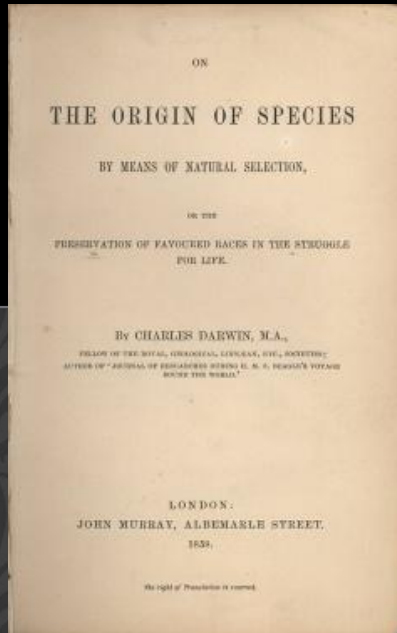 ON
THE ORIGIN OF SPECIES
BY MEANS OF NATURAL SELECTION,
OR THE
PRESERVATION OF FAVOURED RACES IN THE STRUGGLE
FOR LIFE.
BY CHARLES DARWIN, M.A.,
FELLOW OF THE ROYAL, GEOLOGICAL, LINNÆAN, ETC., SOCIETIES;
AUTHOR OF 'JOURNAL OF RESEARCHES DURING H. M. S. BEAGLE'S VOYAGE
ROUND THE WORLD.'
LONDON:
JOHN MURRAY, ALBEMARLE STREET.
1859.
The right of Translation is reserved.